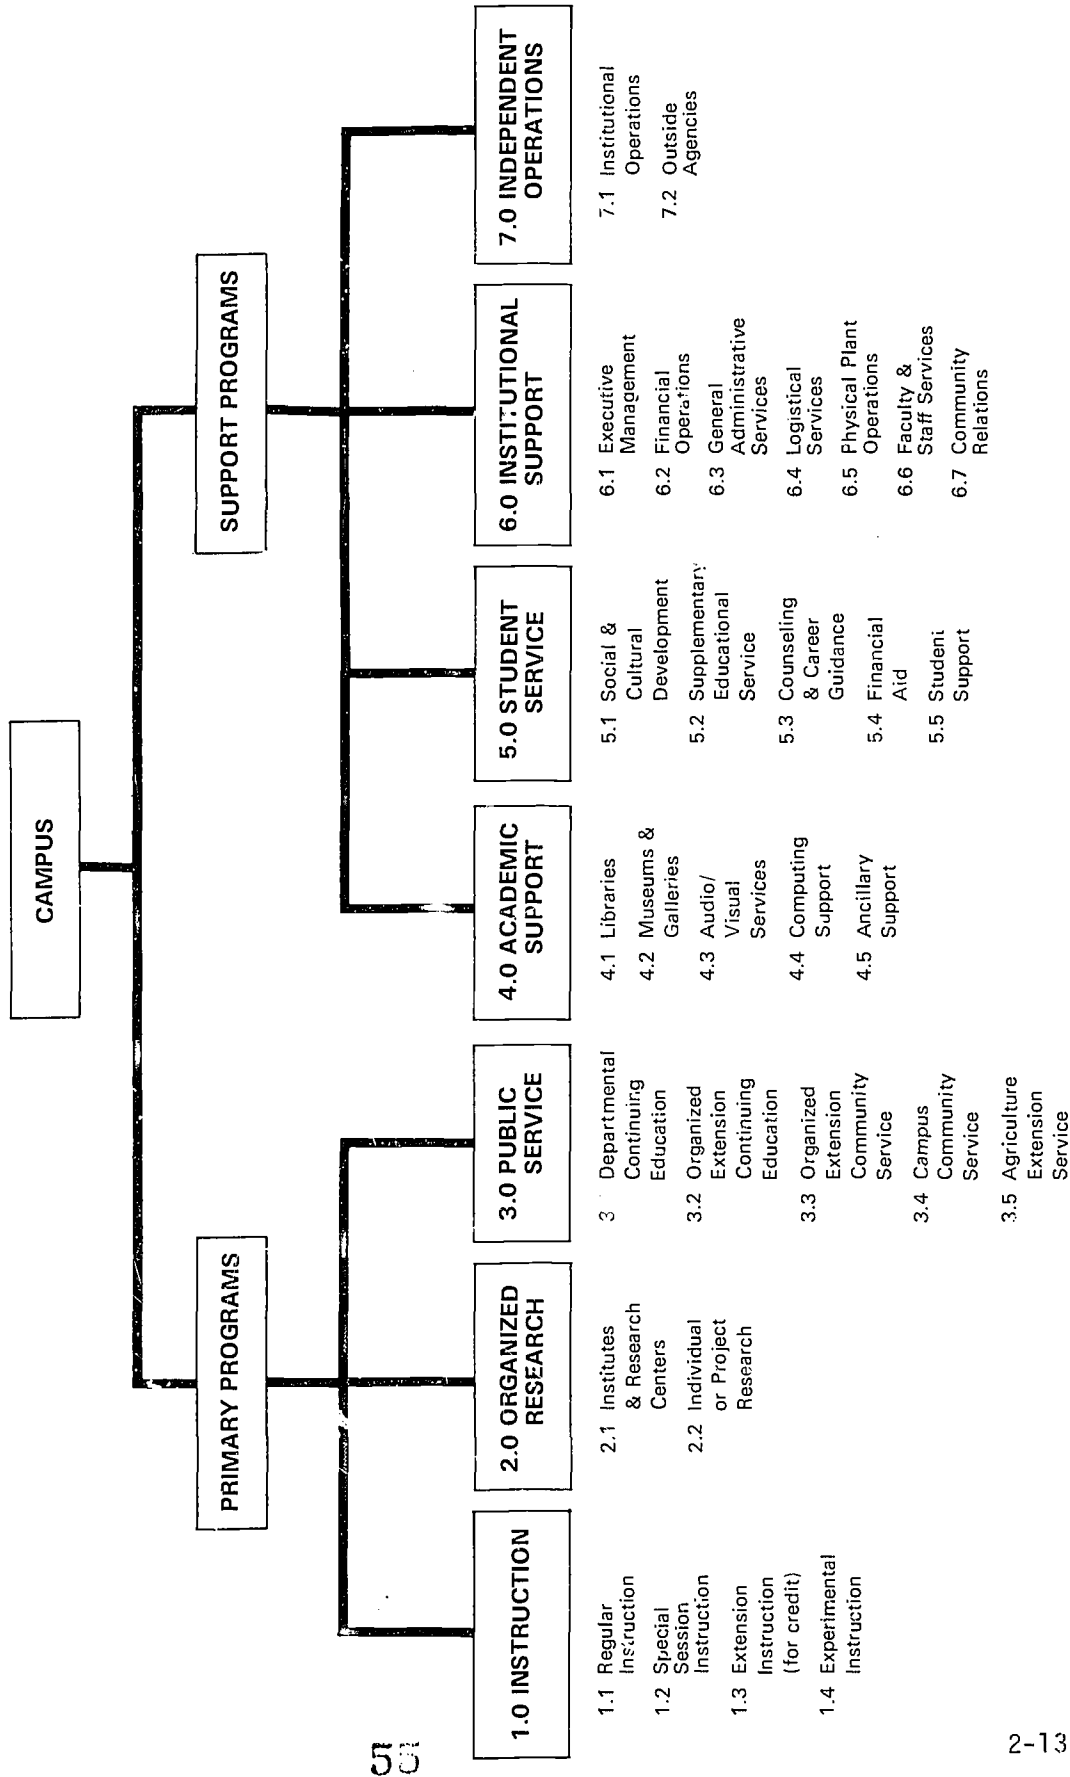 CAMPUS
PRIMARY PROGRAMS
SUPPORT PROGRAMS
1.0 INSTRUCTION
1.1 Regular
Instruction
1.2 Special
Session
Instruction
1.3 Extension
Instruction
(for credit)
1.4 Experimental
Instruction
2.0 ORGANIZED
RESEARCH
2.1 Institutes
& Research
Centers
2.2 Individual
or Project
Research
3.0 PUBLIC
SERVICE
3 Departmental
Continuing
Education
3.2 Organized
Extension
Continuing
Education
3.3 Organized
Extension
Community
Service
3.4 Campus
Community
Service
3.5 Agriculture
Extension
Service
4.0 ACADEMIC
SUPPORT
4.1 Libraries
4.2 Museums &
Galleries
4.3 Audio/
Visual
Services
4.4 Computing
Support
4.5 Ancillary
Support
5.0 STUDENT
SERVICE
5.1 Social &
Cultural
Development
5.2 Supplementary
Educational
Service
5.3 Counseling
& Career
Guidance
5.4 Financial
Aid
5.5 Student
Support
6.0 INSTITUTIONAL
SUPPORT
6.1 Executive
Management
6.2 Financial
Operations
6.3 General
Administrative
Services
6.4 Logistical
Services
6.5 Physical Plant
Operations
6.6 Faculty &
Staff Services
6.7 Community
Relations
7.0 INDEPENDENT
OPERATIONS
7.1 Institutional
Operations
7.2 Outside
Agencies
2-13